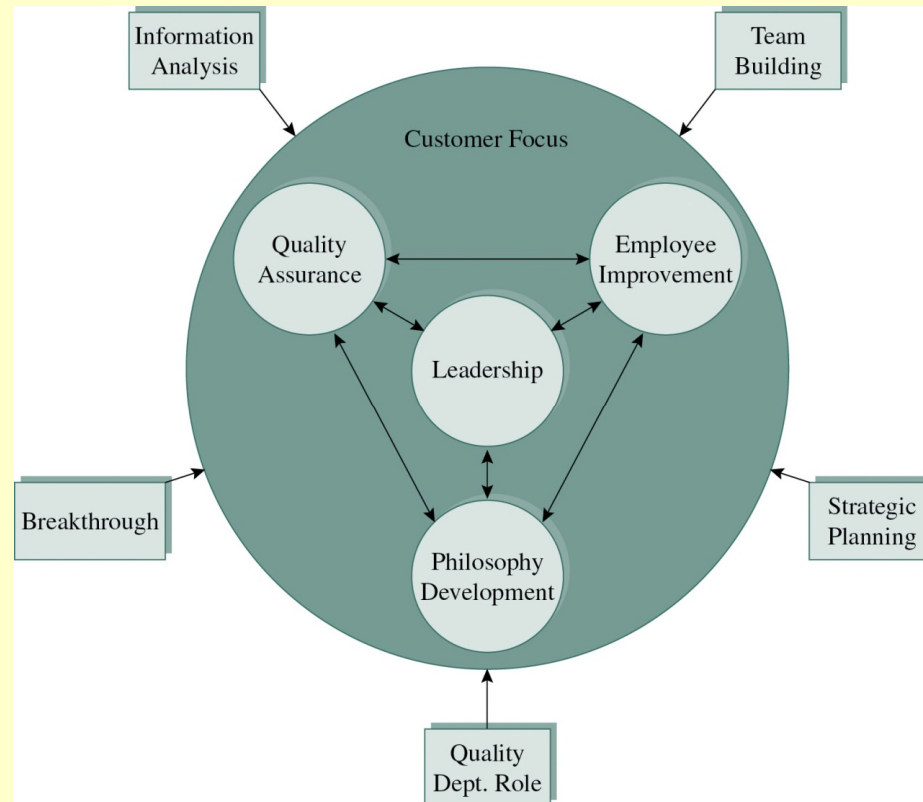 Information
Analysis
Team
Building
Customer Focus
Quality
Assurance
Employee
Improvement
Leadership
Breakthrough
Strategic
Planning
Philosophy
Development
Quality
Dept. Role